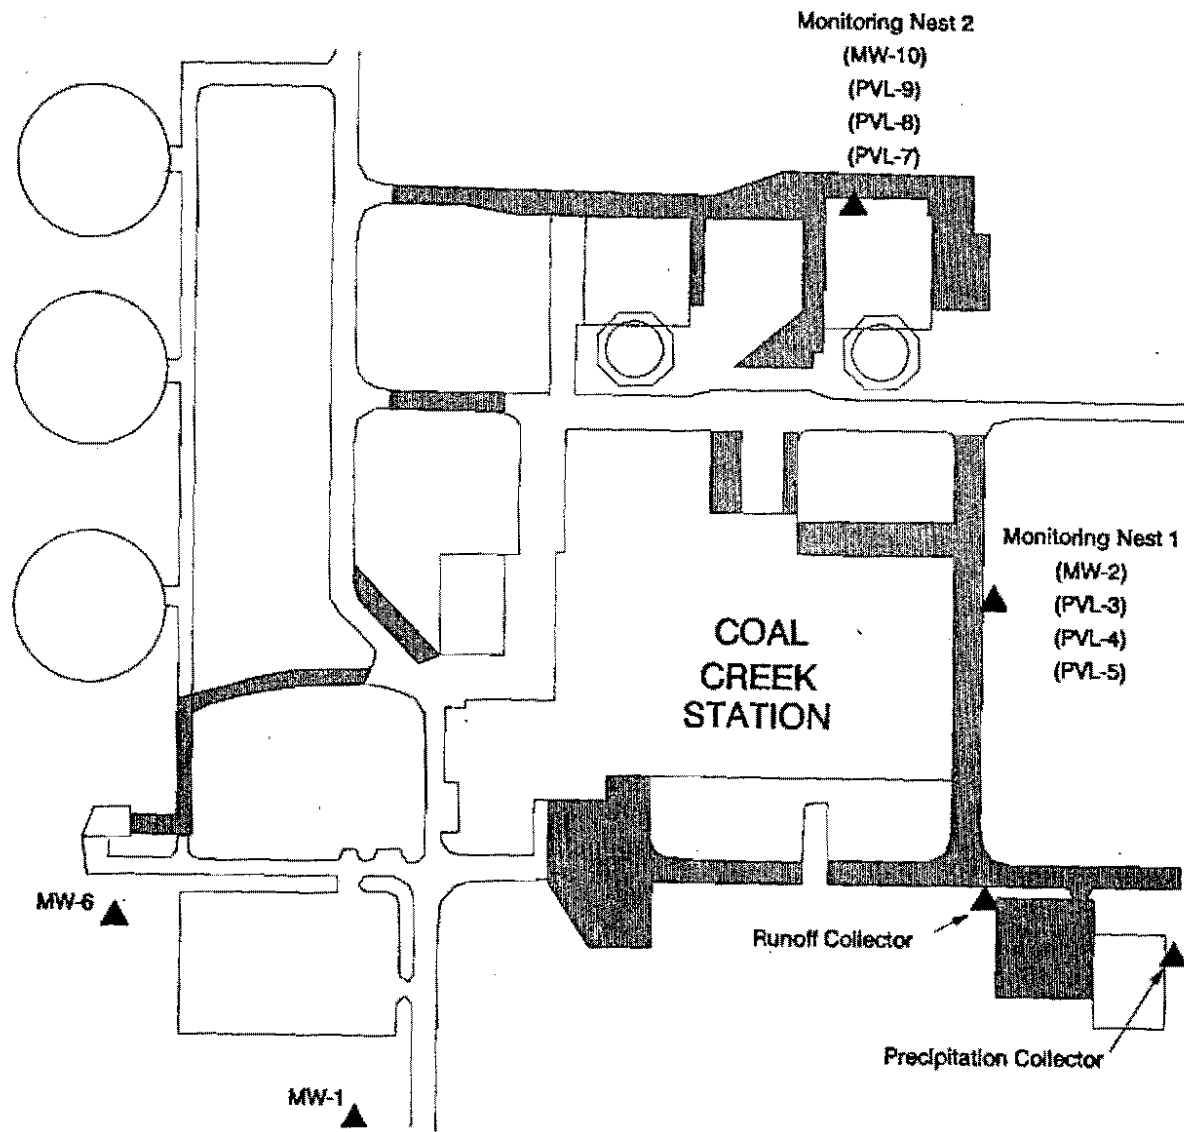 Monitoring Nest 2
(MW-10)
(PVL-9)
(PVL-8)
(PVL-7)
Monitoring Nest 1
(MW-2)
(PVL-3)
(PVL-4)
(PVL-5)
COAL
CREEK
STATION
MW-6
Runoff Collector
Precipitation Collector
MW-1